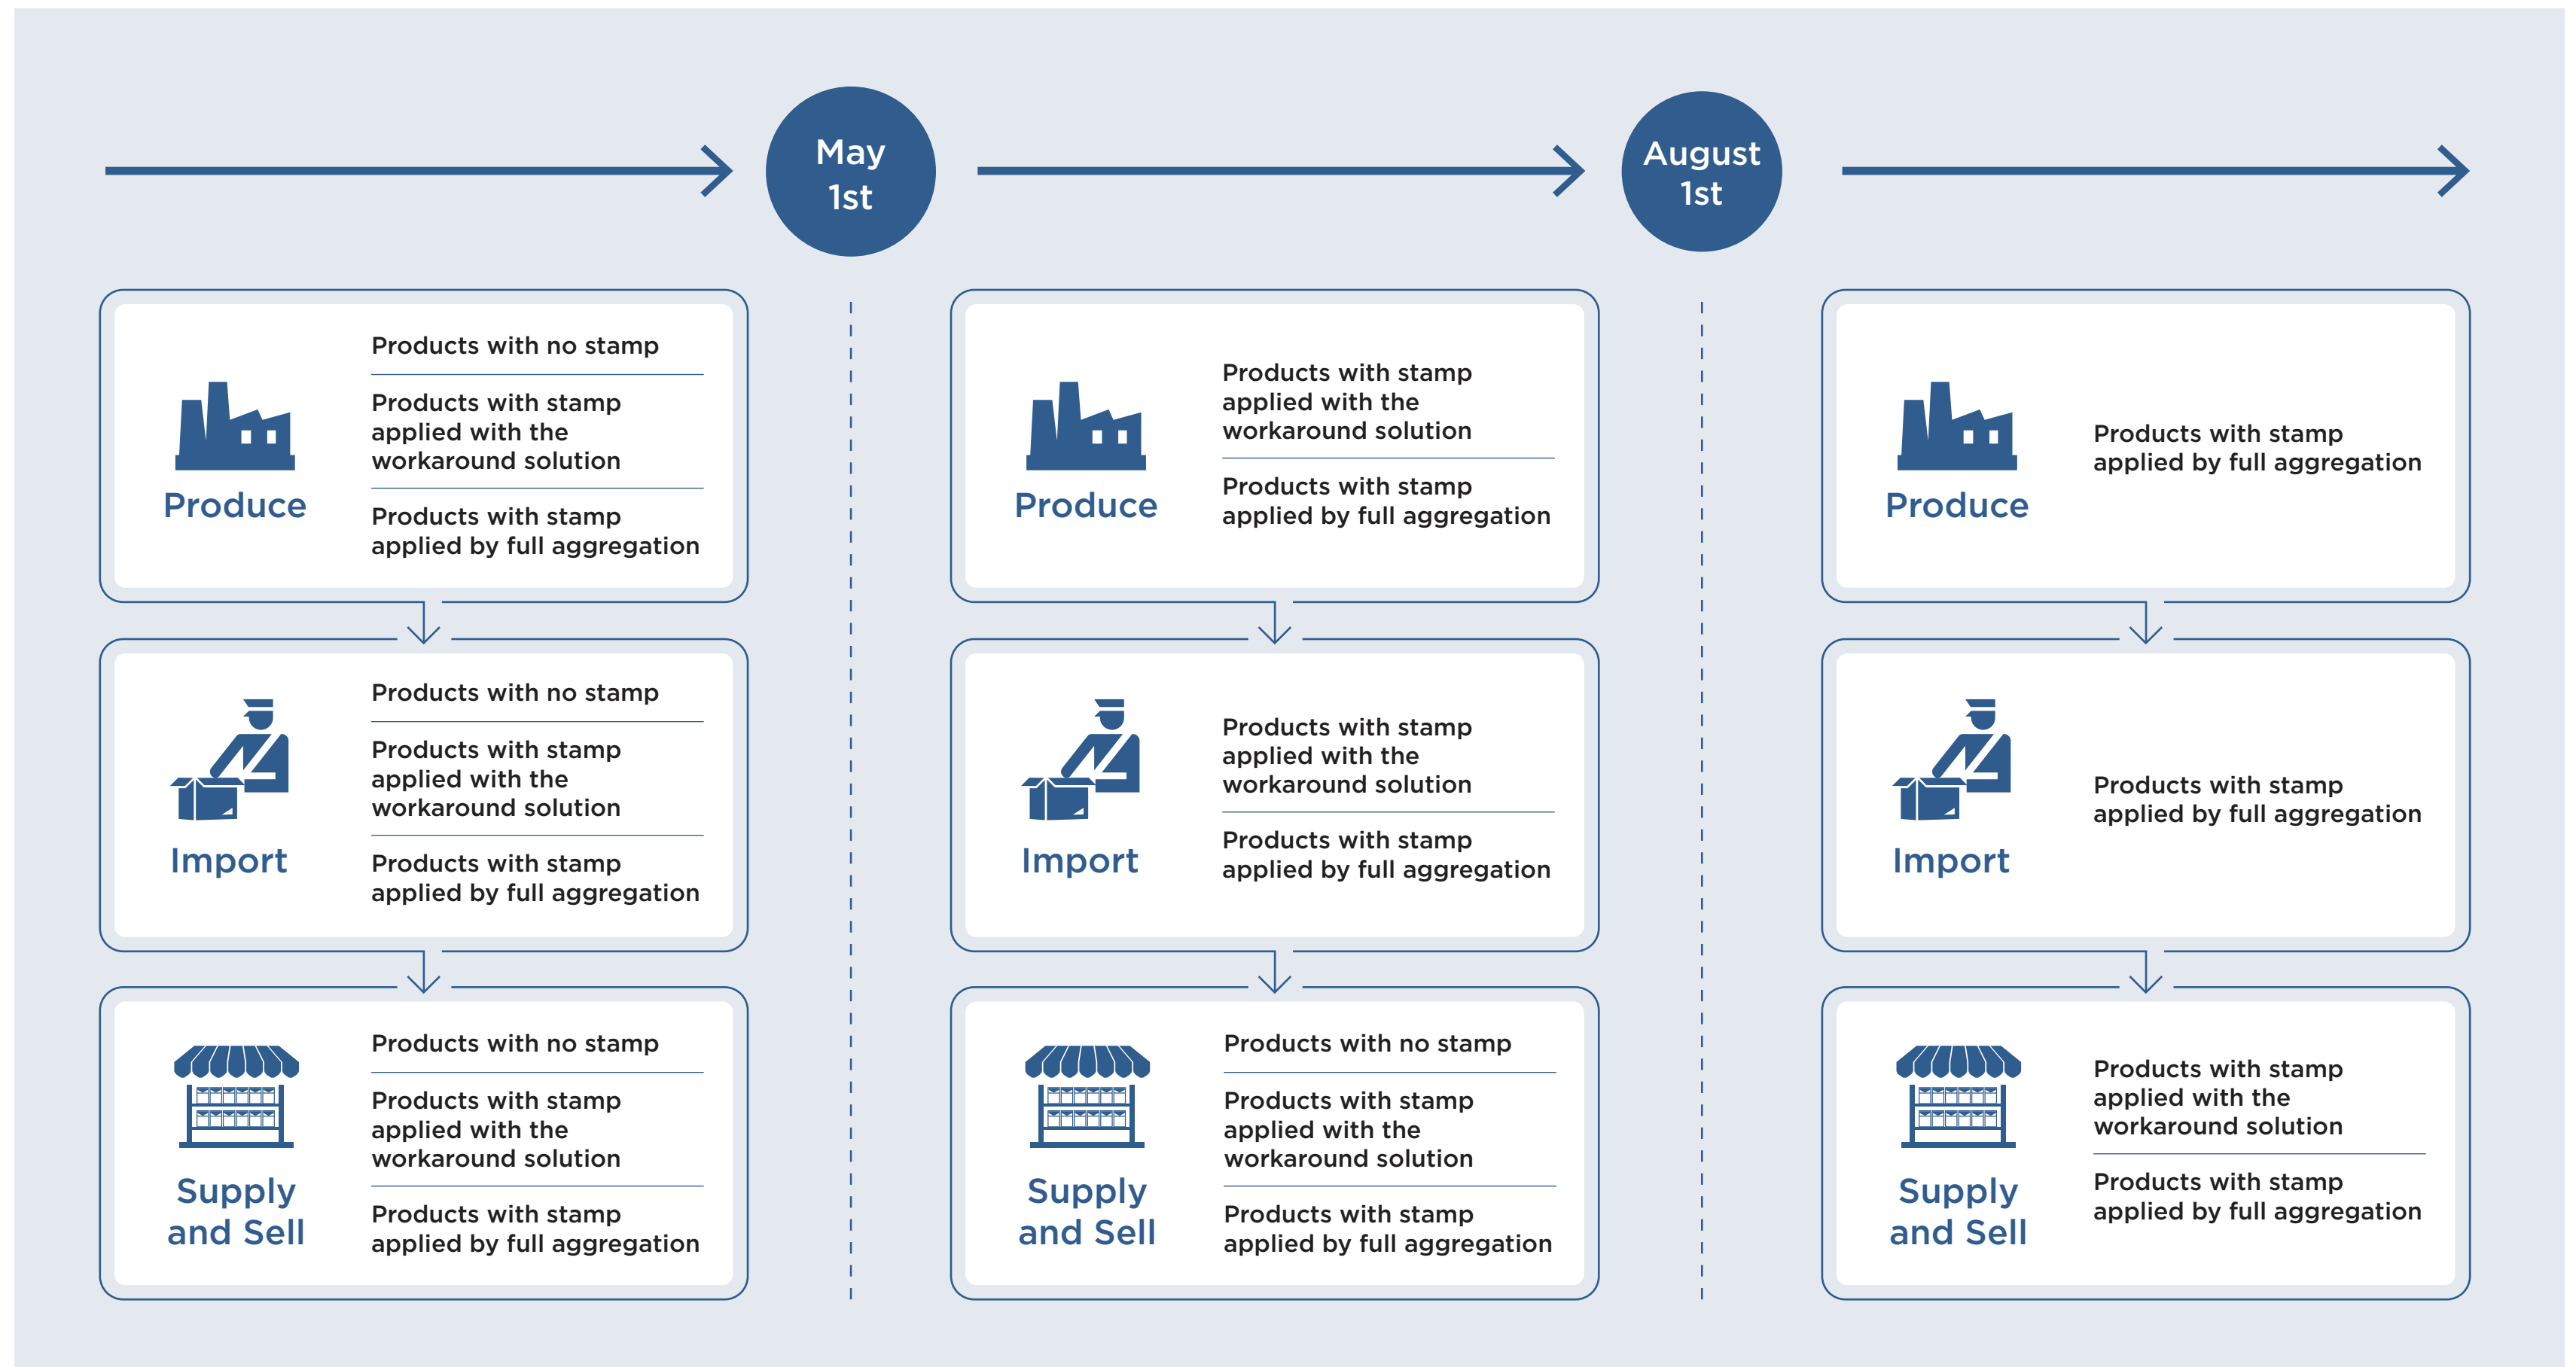 May
1st
August
1st
Produce
Products with no stamp
Products with stamp
applied with the
workaround solution
Products with stamp
applied by full aggregation
Import
Products with no stamp
Products with stamp
applied with the
workaround solution
Products with stamp
applied by full aggregation
Supply
and Sell
Products with no stamp
Products with stamp
applied with the
workaround solution
Products with stamp
applied by full aggregation
Produce
Products with stamp
applied with the
workaround solution
Products with stamp
applied by full aggregation
Import
Products with stamp
applied with the
workaround solution
Products with stamp
applied by full aggregation
Supply
and Sell
Products with no stamp
Products with stamp
applied with the
workaround solution
Products with stamp
applied by full aggregation
Produce
Products with stamp
applied by full aggregation
Import
Products with stamp
applied by full aggregation
Supply
and Sell
Products with stamp
applied with the
workaround solution
Products with stamp
applied by full aggregation